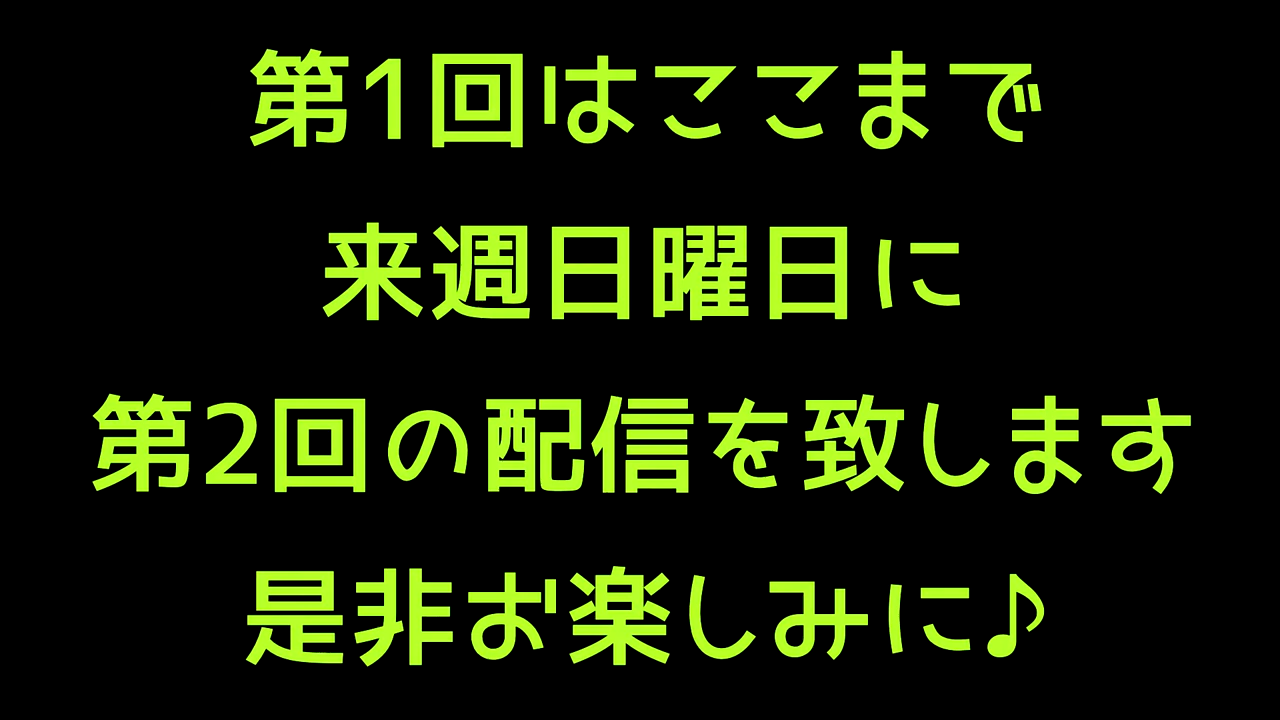 第1回はここまで
来週日曜日に
第2回の配信を致します
是非お楽しみに♪